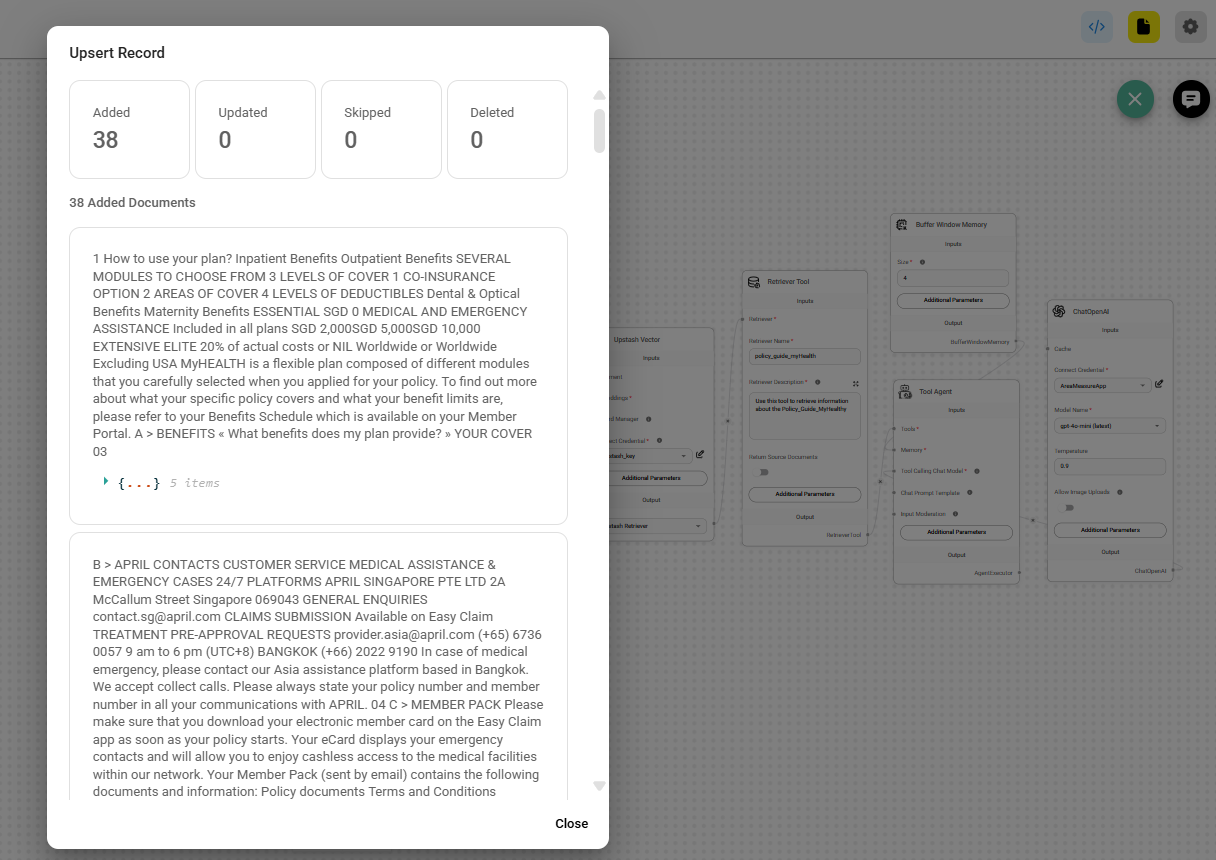 Upsert Record
Added
38
Updated
0
Skipped
0
Deleted
0
38 Added Documents
1 How to use your plan? Inpatient Benefits Outpatient Benefits SEVERAL
MODULES TO CHOOSE FROM 3 LEVELS OF COVER 1 CO-INSURANCE
OPTION 2 AREAS OF COVER 4 LEVELS OF DEDUCTIBLES Dental & Optical
Benefits Maternity Benefits ESSENTIAL SGD 0 MEDICAL AND EMERGENCY
ASSISTANCE Included in all plans SGD 2,000SGD 5,000SGD 10,000
EXTENSIVE ELITE 20% of actual costs or NIL Worldwide or Worldwide
Excluding USA MyHEALTH is a flexible plan composed of different modules
that you carefully selected when you applied for your policy. To find out more
about what your specific policy covers and what your benefit limits are,
please refer to your Benefits Schedule which is available on your Member
Portal. A > BENEFITS « What benefits does my plan provide? » YOUR COVER
03
{...} 5 items
B > APRIL CONTACTS CUSTOMER SERVICE MEDICAL ASSISTANCE &
EMERGENCY CASES 24/7 PLATFORMS APRIL SINGAPORE PTE LTD 2A
McCallum Street Singapore 069043 GENERAL ENQUIRIES
contact.sg@april.com CLAIMS SUBMISSION Available on Easy Claim
TREATMENT PRE-APPROVAL REQUESTS provider.asia@april.com (+65) 6736
0057 9 am to 6 pm (UTC+8) BANGKOK (+66) 2022 9190 In case of medical
emergency, please contact our Asia assistance platform based in Bangkok.
We accept collect calls. Please always state your policy number and member
number in all your communications with APRIL. 04 C > MEMBER PACK Please
make sure that you download your electronic member card on the Easy Claim
app as soon as your policy starts. Your eCard displays your emergency
contacts and will allow you to enjoy cashless access to the medical facilities
within our network. Your Member Pack (sent by email) contains the following
documents and information: Policy documents Terms and Conditions
Close
Upstash Vector
Inputs
Additional Parameters
Output
Retriever
Retriever Tool
Inputs
Retriever *
Retriever Name *
policy_guide_myHealth
Retriever Description *
Use this tool to retrieve information
about the Policy_Guide_MyHealthy
Return Source Documents
Additional Parameters
Output
RetrieverTool
Buffer Window Memory
Inputs
Size *
4
Additional Parameters
Output
BufferWindowMemory
Tool Agent
Inputs
Tools *
Memory *
Tool Calling Chat Model *
Chat Prompt Template
Input Moderation
Additional Parameters
Output
AgentExecutor
ChatOpenAI
Inputs
Cache
Connect Credential *
AreaMeasureApp
Model Name *
gpt-4o-mini (latest)
Temperature
0.9
Allow Image Uploads
Additional Parameters
Output
ChatOpenAI